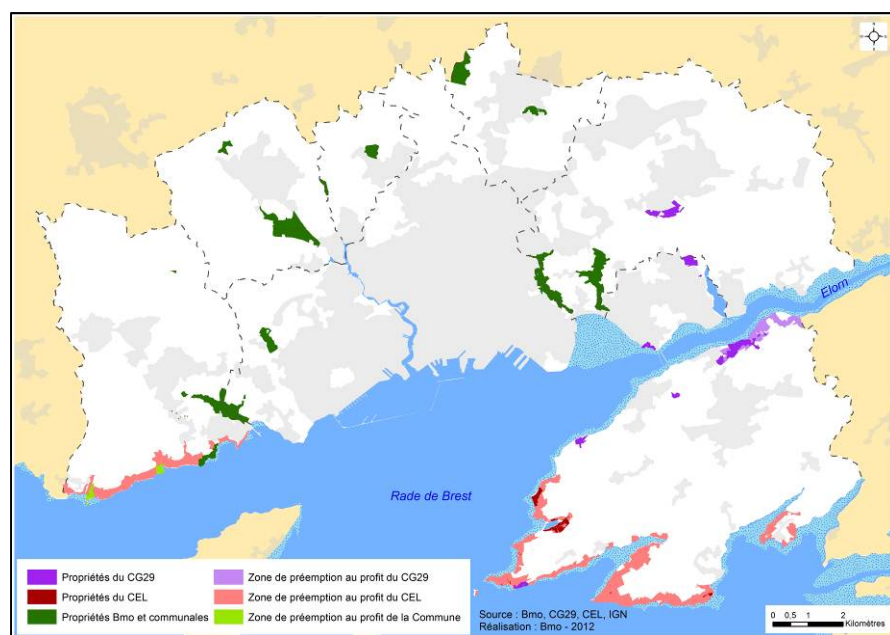 Elorn
Rade de Brest
Propriétés du CG29
Propriétés du CEL
Propriétés Bmo et communales
Zone de préemption au profit du CG29
Zone de préemption au profit du CEL
Zone de préemption au profit de la Commune
Source : Bmo, CG29, CEL, IGN
Réalisation : Bmo - 2012
0 0,5 1 2
Kilomètres